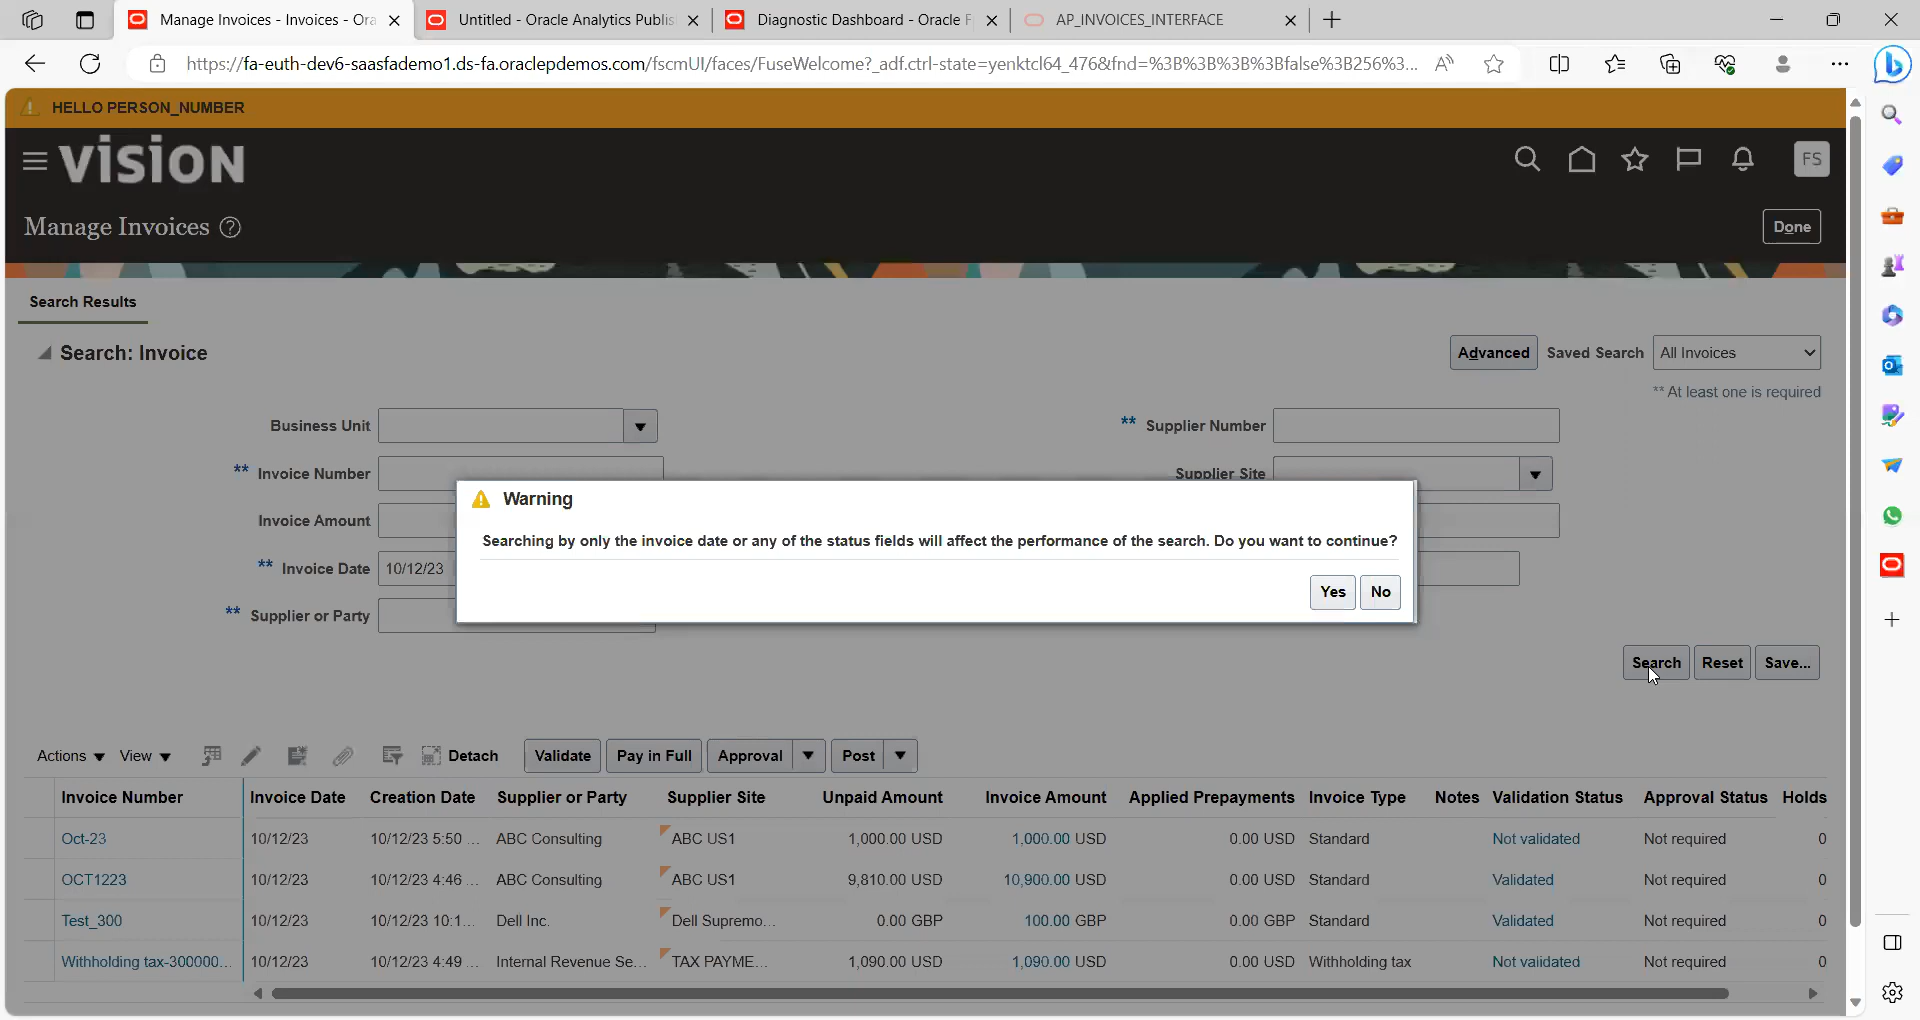 Manage Invoices - Invoices - Ora
Untitled - Oracle Analytics Publis
Diagnostic Dashboard - Oracle F
AP_INVOICES_INTERFACE
https://fa-euth-dev6-saasfademo1.ds-fa.oraclepdemos.com/fscmUI/faces/FuseWelcome?_adf.ctrl-state=yenktcl64_476&fnd=%3B%3B%3B%3Bfalse%3B256%3...
HELLO PERSON_NUMBER
VISION
FS
Manage Invoices
Done
Search Results
Search: Invoice
Advanced Saved Search All Invoices
** At least one is required
Business Unit
** Supplier Number
** Invoice Number
Supplier Site
Warning
Invoice Amount
Searching by only the invoice date or any of the status fields will affect the performance of the search. Do you want to continue?
** Invoice Date 10/12/23
Yes No
** Supplier or Party
Search Reset Save...
Actions View Detach Validate Pay in Full Approval Post
Invoice Number Invoice Date Creation Date Supplier or Party Supplier Site Unpaid Amount Invoice Amount Applied Prepayments Invoice Type Notes Validation Status Approval Status Holds
Oct-23 10/12/23 10/12/23 5:50 ... ABC Consulting ABC US1 1,000.00 USD 1,000.00 USD 0.00 USD Standard Not validated Not required 0
OCT1223 10/12/23 10/12/23 4:46 ... ABC Consulting ABC US1 9,810.00 USD 10,900.00 USD 0.00 USD Standard Validated Not required 0
Test_300 10/12/23 10/12/23 10:1... Dell Inc. Dell Supremo... 0.00 GBP 100.00 GBP 0.00 GBP Standard Validated Not required 0
Withholding tax-300000... 10/12/23 10/12/23 4:49 ... Internal Revenue Se... TAX PAYME... 1,090.00 USD 1,090.00 USD 0.00 USD Withholding tax Not validated Not required 0